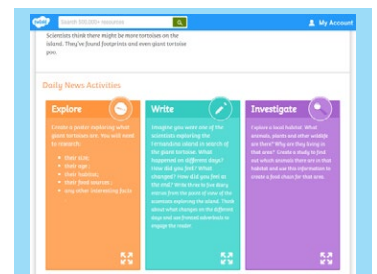 twinkl
Search 500,000+ resources
My Account
Scientists think there might be more tortoises on the
island. They've found footprints and even giant tortoise
poo.
Daily News Activities
Explore
Create a poster exploring what
giant tortoises are. You will need
to research:
their size;
their age;
their habitat;
their food sources;
any other interesting facts.
Write
Imagine you were one of the
scientists exploring the
Fernandina island in search of
the giant tortoise. What
happened on different days?
How did you feel? What
changed? How did you feel at
the end? Write three to five diary
entries from the point of view of the
scientists exploring the island. Think
about what changes on the different
days and use fronted adverbials to
engage the reader.
Investigate
Explore a local habitat. What
animals, plants and other wildlife
are there? Why are they living in
that area? Create a study to find
out which animals there are in that
habitat and use this information to
create a food chain for that area.